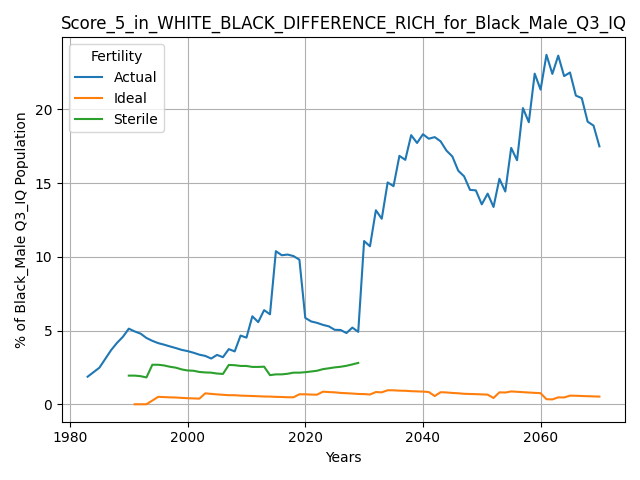 Score_5_in_WHITE_BLACK_DIFFERENCE_RICH_for_Black_Male_Q3_IQ
Fertility
Actual
Ideal
Sterile
% of Black_Male Q3_IQ Population
20
15
10
5
0
1980
2000
2020
2040
2060
Years